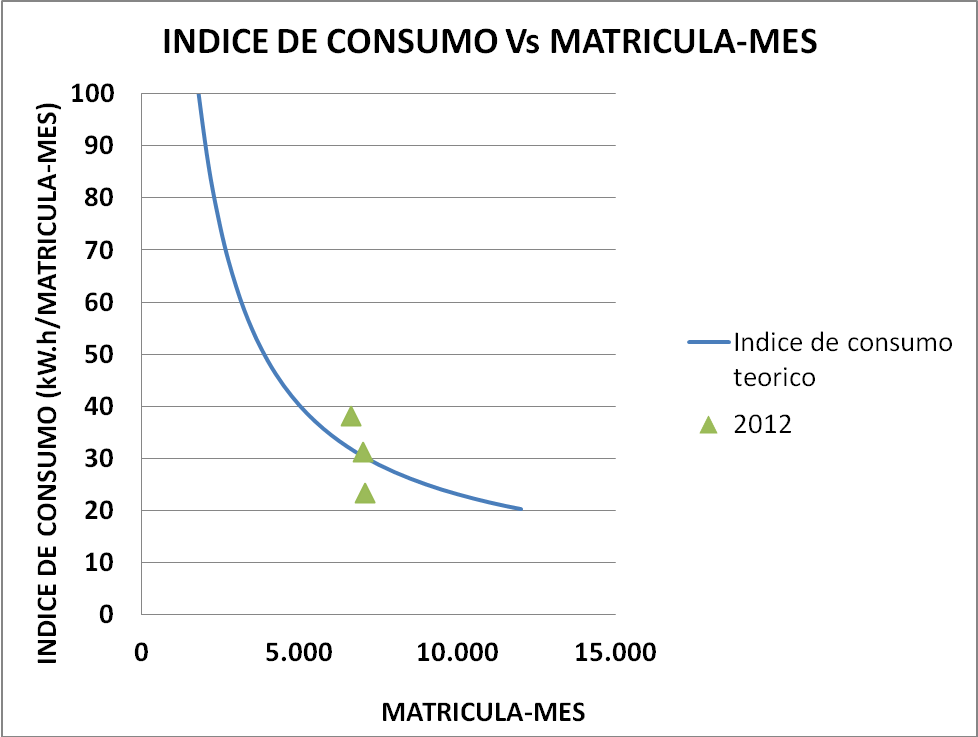 INDICE DE CONSUMO Vs MATRICULA-MES
INDICE DE CONSUMO (kW.h/MATRICULA-MES)
100
90
80
70
60
50
40
30
20
10
0
0 5.000 10.000 15.000
MATRICULA-MES
Indice de consumo
teorico
2012